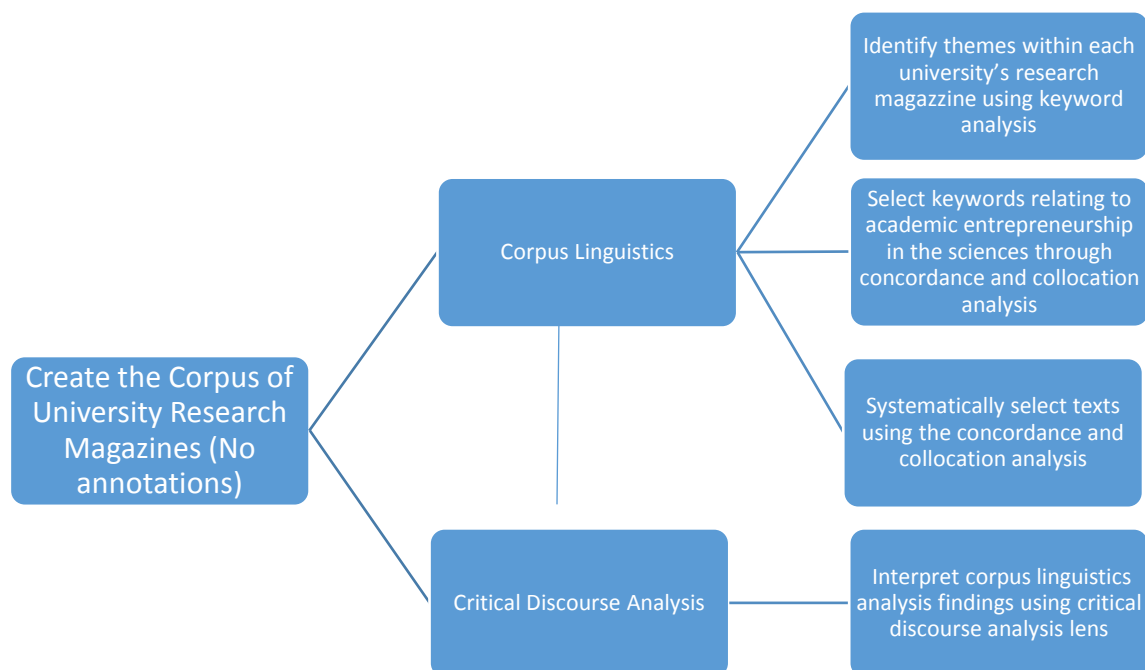 Create the Corpus of
University Research
Magazines (No
annotations)
Corpus Linguistics
Critical Discourse Analysis
Identify themes within each
university’s research
magazzine using keyword
analysis
Select keywords relating to
academic entrepreneurship
in the sciences through
concordance and collocation
analysis
Systematically select texts
using the concordance and
collocation analysis
Interpret corpus linguistics
analysis findings using critical
discourse analysis lens